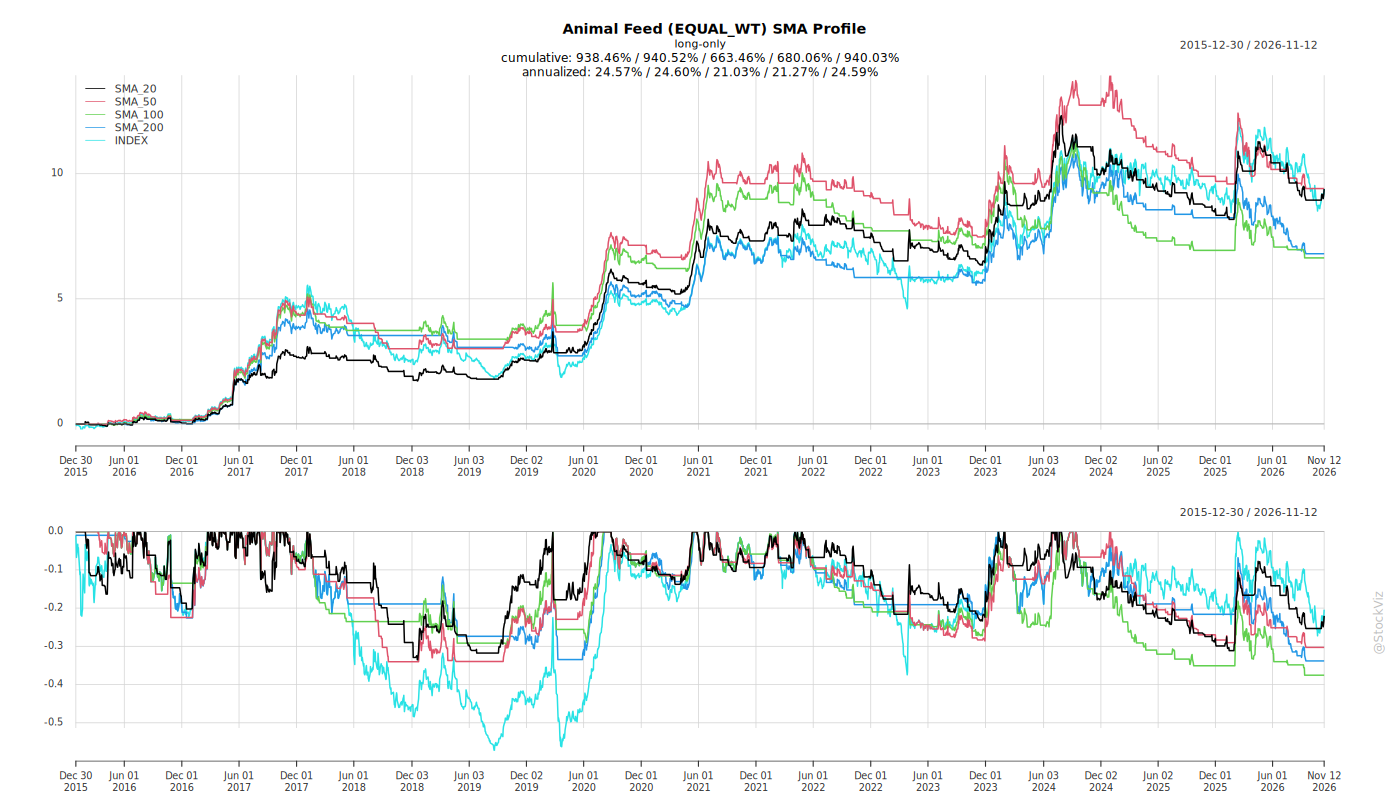 Animal Feed (EQUAL_WT) SMA Profile
long-only
cumulative: 938.46% / 940.52% / 663.46% / 680.06% / 940.03%
annualized: 24.57% / 24.60% / 21.03% / 21.27% / 24.59%
2015-12-30 / 2026-11-12
SMA_20
SMA_50
SMA_100
SMA_200
INDEX
10
5
0
Dec 30 Jun 01 Dec 01 Jun 01 Dec 01 Jun 01 Dec 03 Jun 03 Dec 02 Jun 01 Dec 01 Jun 01 Dec 01 Jun 01 Dec 01 Jun 01 Dec 01 Jun 03 Dec 02 Jun 02 Dec 01 Jun 01 Nov 12
2015 2016 2016 2017 2017 2018 2018 2019 2019 2020 2020 2021 2021 2022 2022 2023 2023 2024 2024 2025 2025 2026 2026
2015-12-30 / 2026-11-12
0.0
-0.1
-0.2
-0.3
-0.4
-0.5
Dec 30 Jun 01 Dec 01 Jun 01 Dec 01 Jun 01 Dec 03 Jun 03 Dec 02 Jun 01 Dec 01 Jun 01 Dec 01 Jun 01 Dec 01 Jun 01 Dec 01 Jun 03 Dec 02 Jun 02 Dec 01 Jun 01 Nov 12
2015 2016 2016 2017 2017 2018 2018 2019 2019 2020 2020 2021 2021 2022 2022 2023 2023 2024 2024 2025 2025 2026 2026
@StockViz